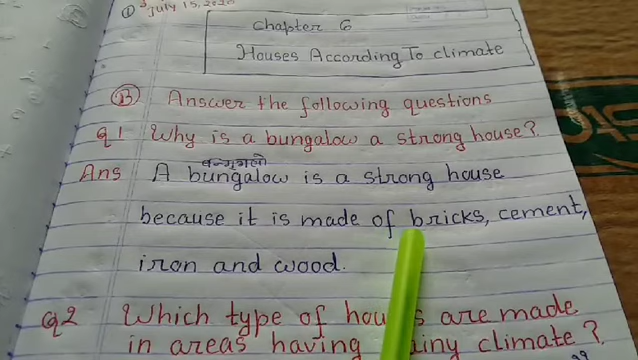 ① July 15, 2020
Chapter 6
Houses According To climate
Ⓑ Answer the following questions
Q1 Why is a bungalow a strong house?
Ans A bungalow is a strong house
because it is made of bricks, cement,
iron and wood.
Q2 Which type of are made
in areas having climate?